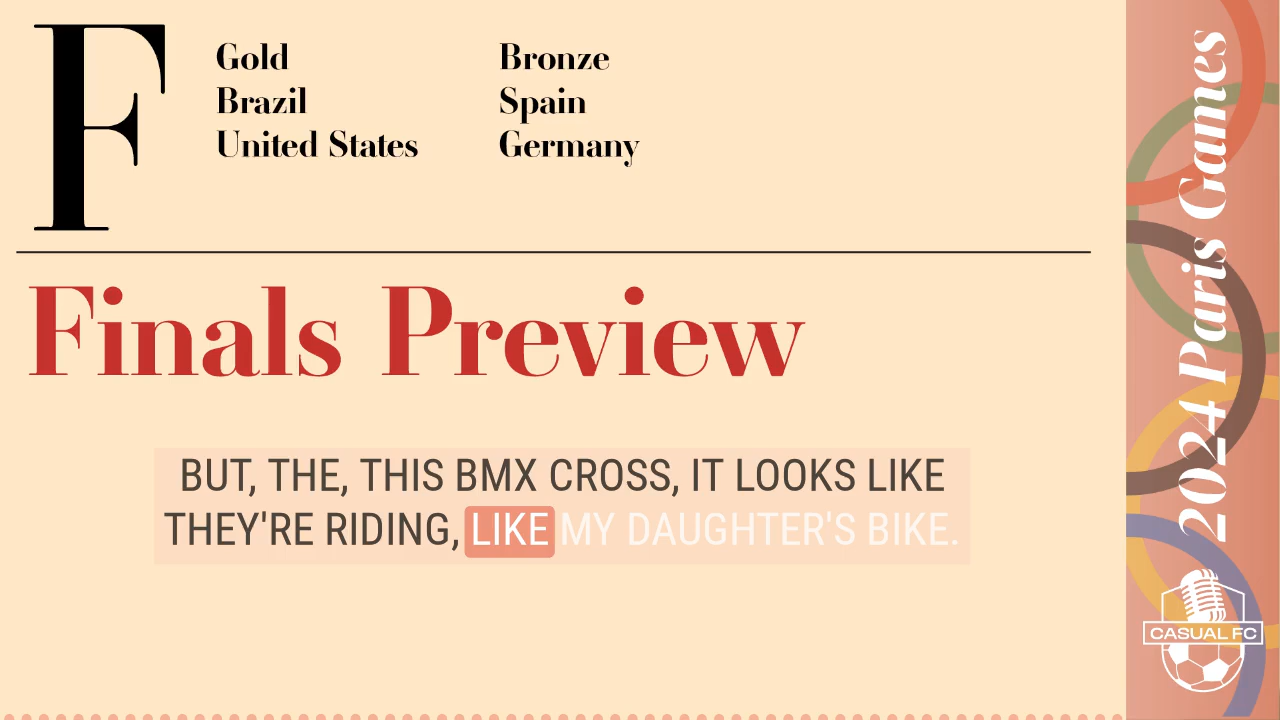 F
Gold
Brazil
United States
Bronze
Spain
Germany
Finals Preview
BUT, THE, THIS BMX CROSS, IT LOOKS LIKE
THEY'RE RIDING, LIKE MY DAUGHTER'S BIKE.
2024 Paris Games
CASUAL FC